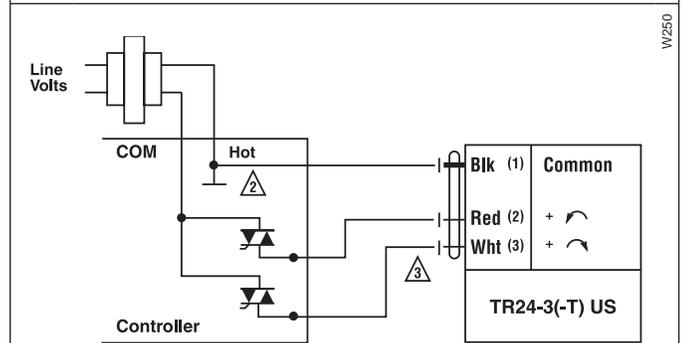 W250
Line
Volts
COM
Hot
2
Blk (1) Common
Red (2) +
Wht (3) +
3
TR24-3(-T) US
Controller